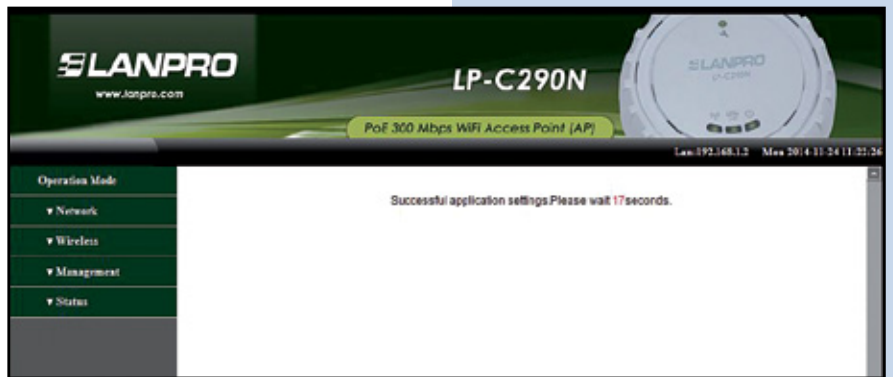 LANPRO
www.lanpro.com
LP-C290N
LANPRO
LP-C290N
PoE 300 Mbps WiFi Access Point (AP)
Lan:192.168.1.2 Mon 2014-11-24 11:22:26
Operation Mode
▼ Network
▼ Wireless
▼ Management
▼ Status
Successful application settings.Please wait 17seconds.